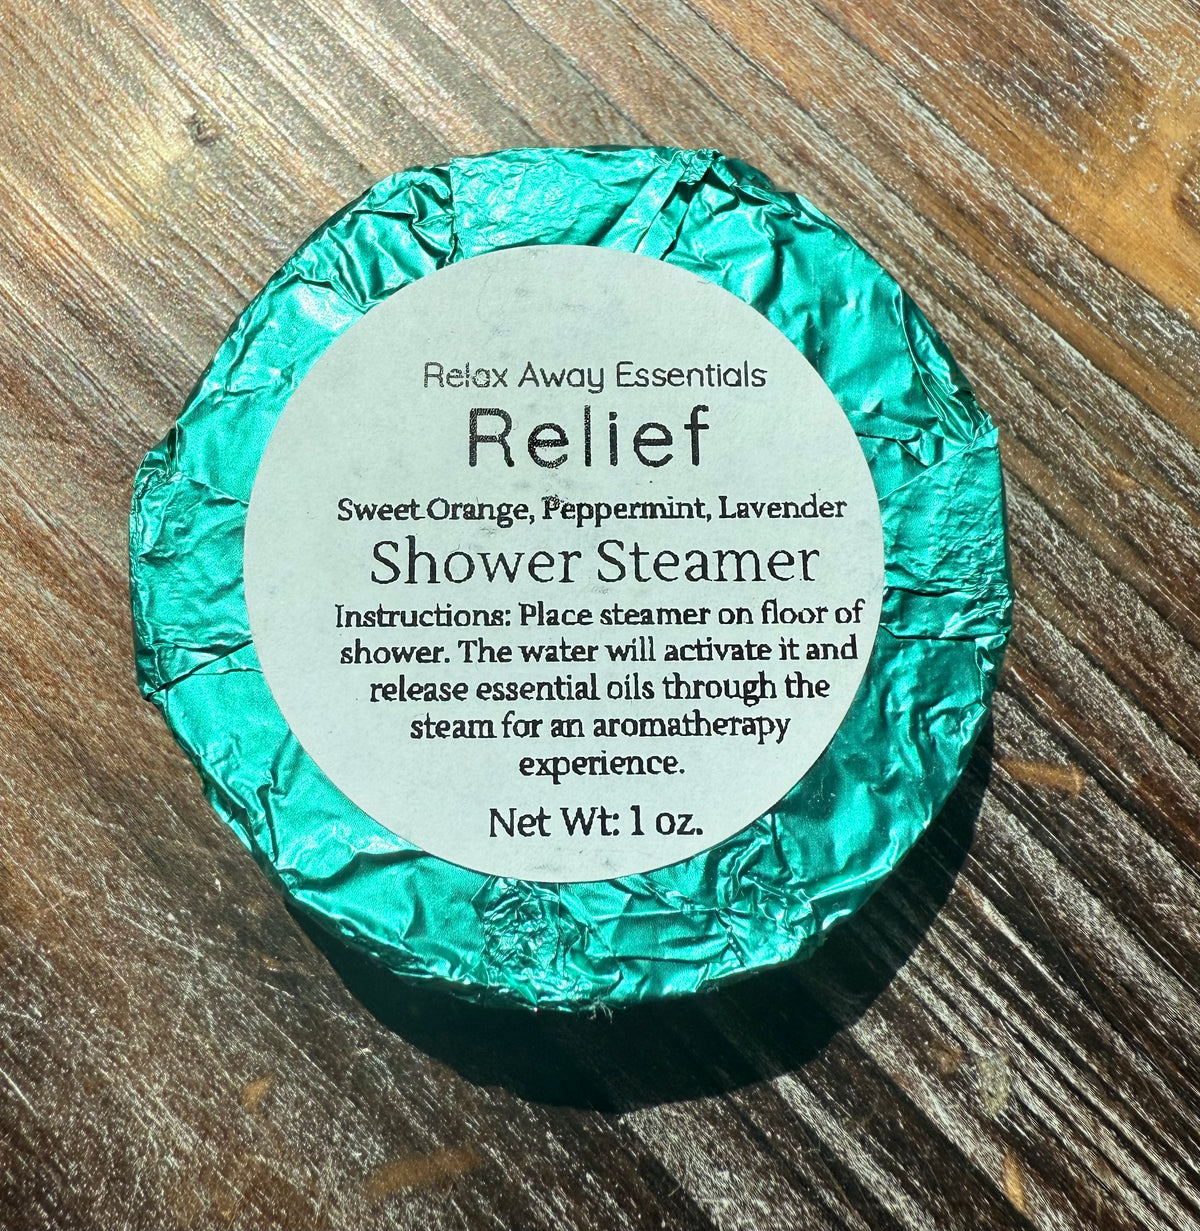 Relax Away Essentials
Relief
Sweet Orange, Peppermint, Lavender
Shower Steamer
Instructions: Place steamer on floor of
shower. The water will activate it and
release essential oils through the
steam for an aromatherapy
experience.
Net Wt: 1 oz.